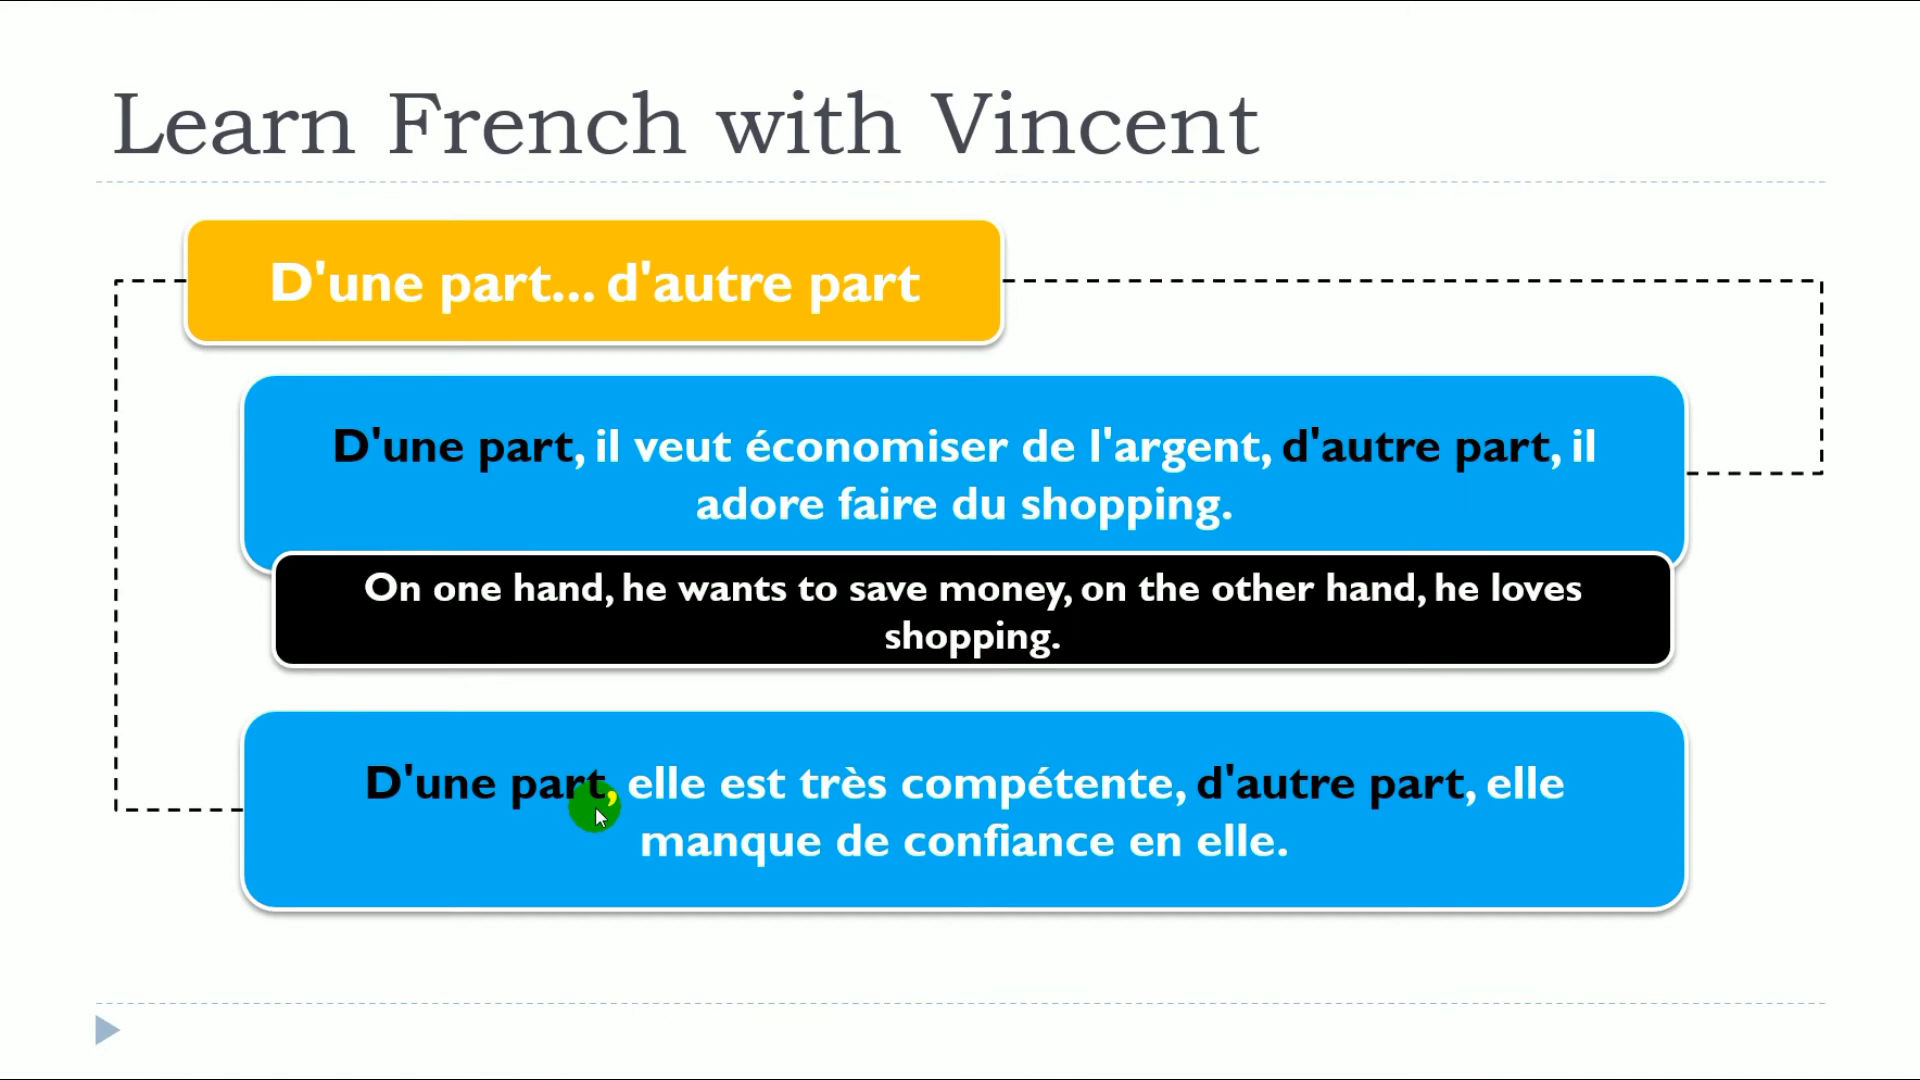 Learn French with Vincent
D'une part... d'autre part
D'une part, il veut économiser de l'argent, d'autre part, il
adore faire du shopping.
On one hand, he wants to save money, on the other hand, he loves
shopping.
D'une part, elle est très compétente, d'autre part, elle
manque de confiance en elle.